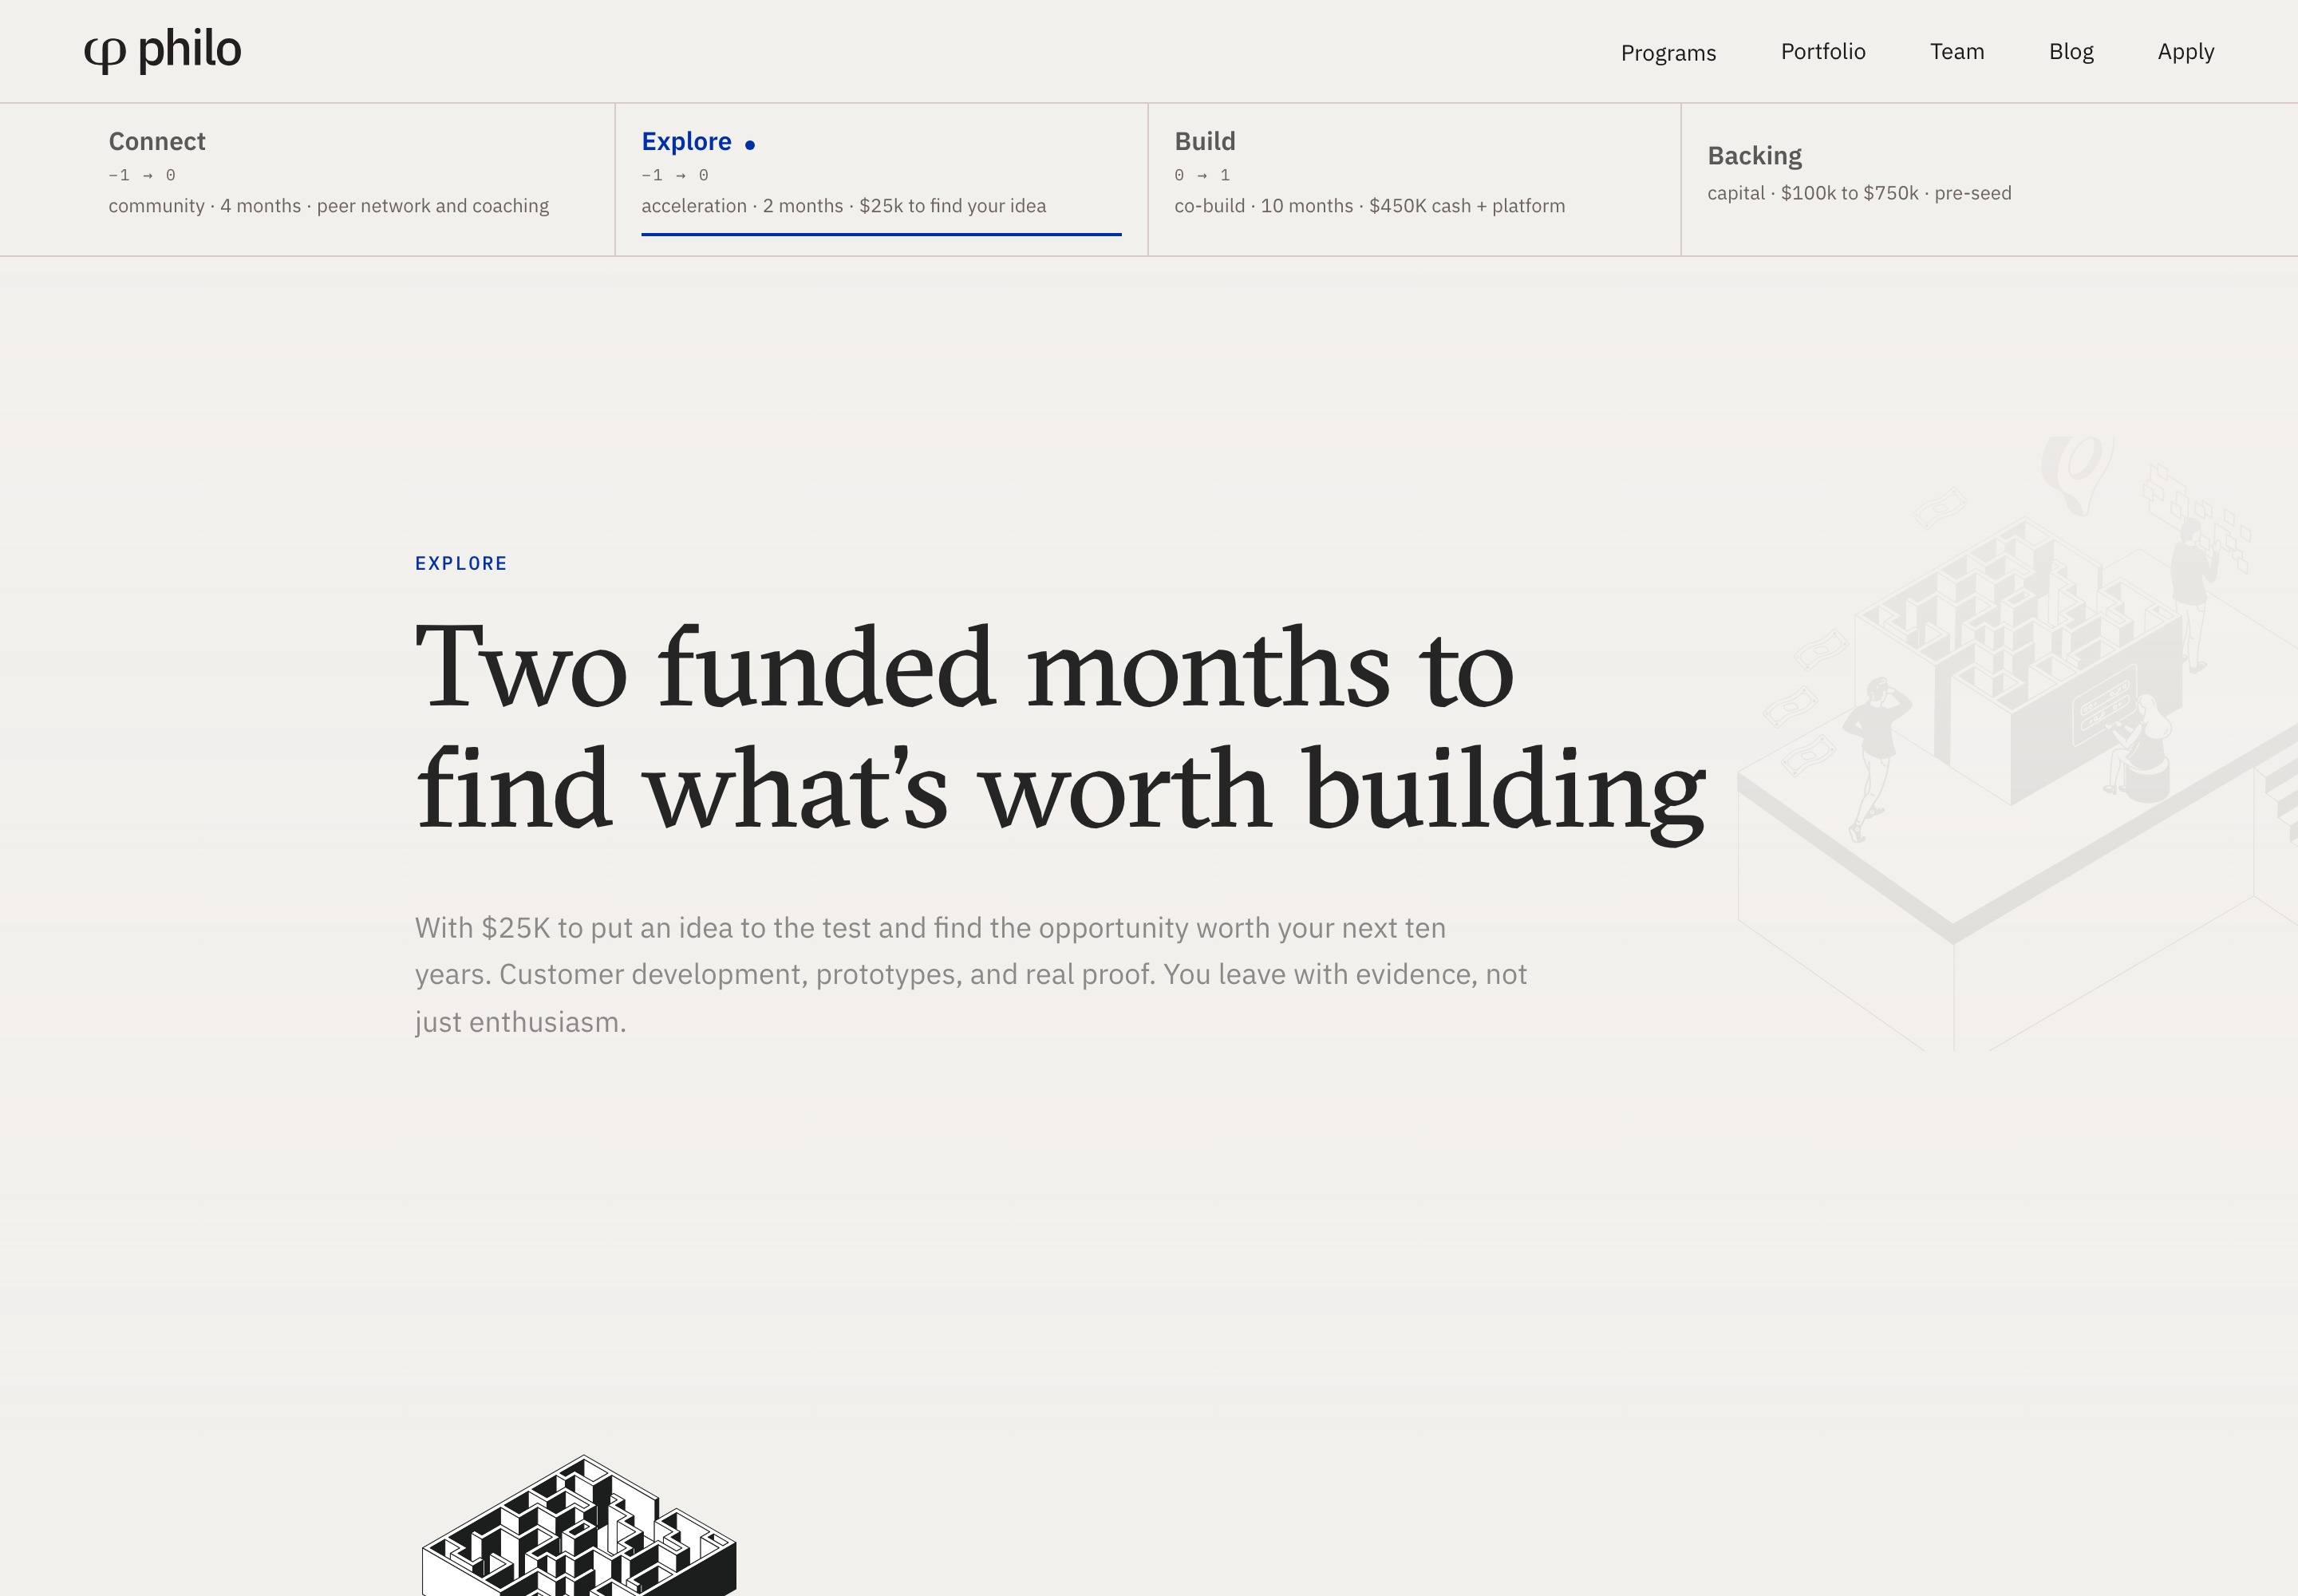 φ philo
Programs
Portfolio
Team
Blog
Apply
Connect
−1 → 0
community · 4 months · peer network and coaching
Explore
−1 → 0
acceleration · 2 months · $25k to find your idea
Build
0 → 1
co-build · 10 months · $450K cash + platform
Backing
capital · $100k to $750k · pre-seed
EXPLORE
Two funded months to
find what’s worth building
With $25K to put an idea to the test and find the opportunity worth your next ten
years. Customer development, prototypes, and real proof. You leave with evidence, not
just enthusiasm.